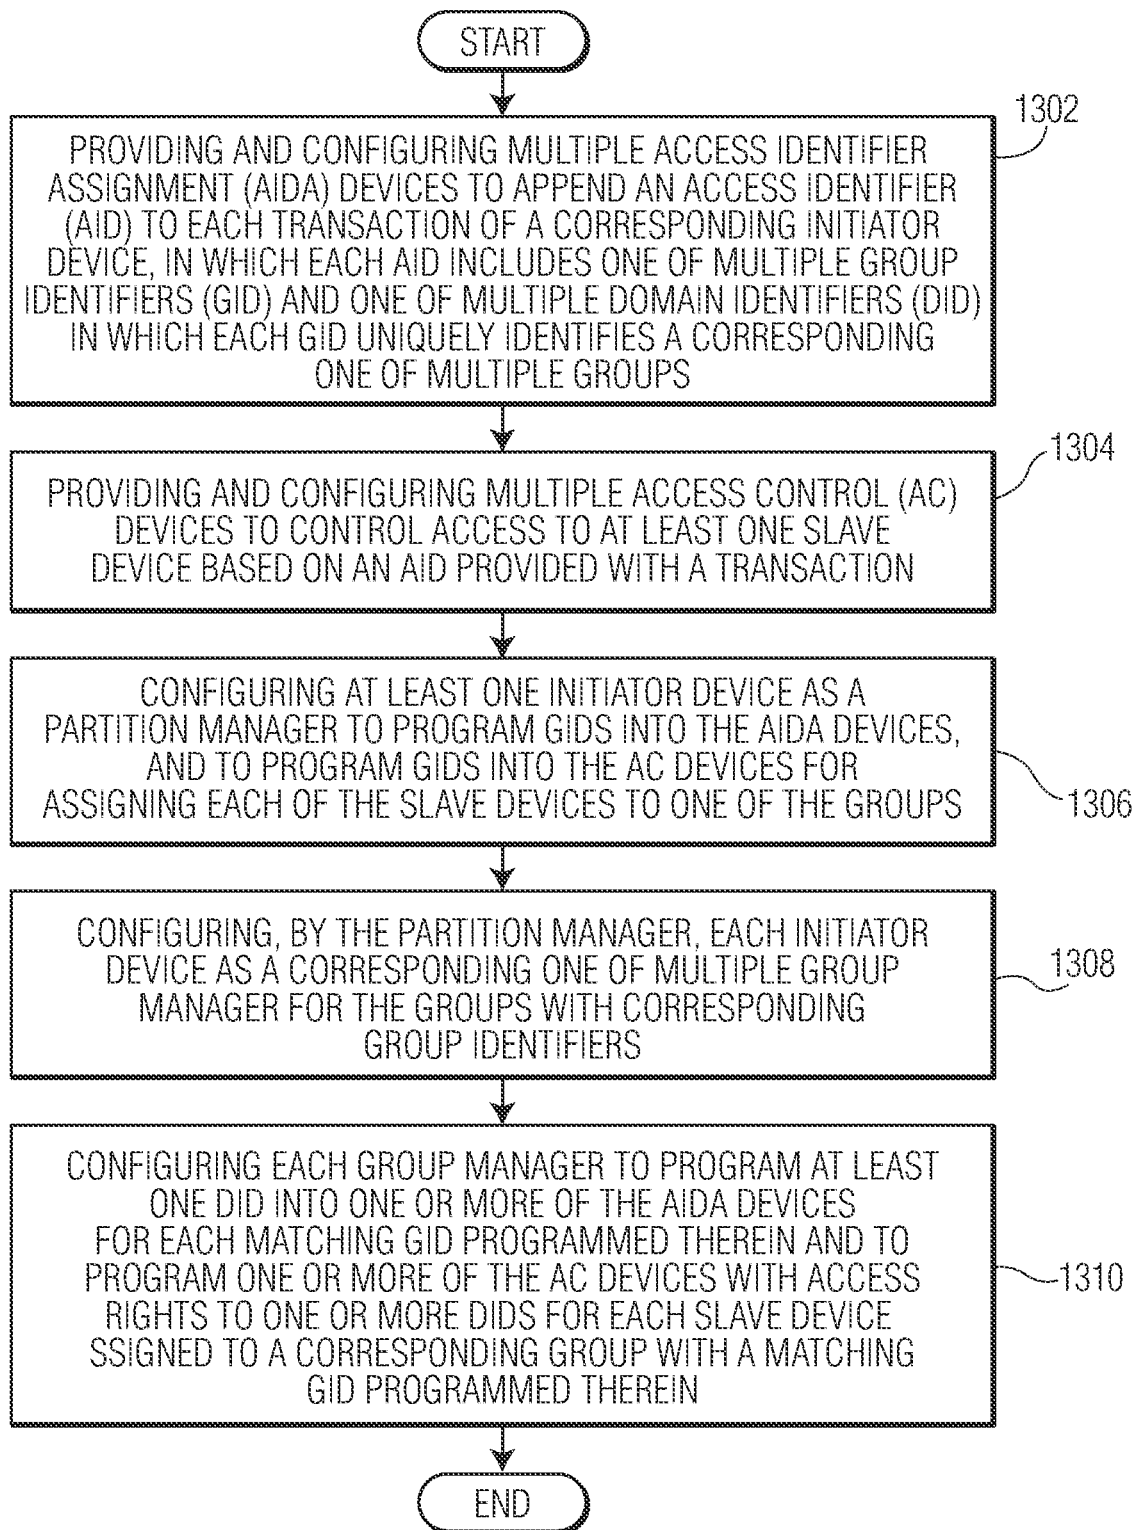 START
1302
PROVIDING AND CONFIGURING MULTIPLE ACCESS IDENTIFIER
ASSIGNMENT (AIDA) DEVICES TO APPEND AN ACCESS IDENTIFIER
(AID) TO EACH TRANSACTION OF A CORRESPONDING INITIATOR
DEVICE, IN WHICH EACH AID INCLUDES ONE OF MULTIPLE GROUP
IDENTIFIERS (GID) AND ONE OF MULTIPLE DOMAIN IDENTIFIERS (DID)
IN WHICH EACH GID UNIQUELY IDENTIFIES A CORRESPONDING
ONE OF MULTIPLE GROUPS
1304
PROVIDING AND CONFIGURING MULTIPLE ACCESS CONTROL (AC)
DEVICES TO CONTROL ACCESS TO AT LEAST ONE SLAVE
DEVICE BASED ON AN AID PROVIDED WITH A TRANSACTION
CONFIGURING AT LEAST ONE INITIATOR DEVICE AS A
PARTITION MANAGER TO PROGRAM GIDS INTO THE AIDA DEVICES,
AND TO PROGRAM GIDS INTO THE AC DEVICES FOR
ASSIGNING EACH OF THE SLAVE DEVICES TO ONE OF THE GROUPS
1306
CONFIGURING, BY THE PARTITION MANAGER, EACH INITIATOR
DEVICE AS A CORRESPONDING ONE OF MULTIPLE GROUP
MANAGER FOR THE GROUPS WITH CORRESPONDING
GROUP IDENTIFIERS
1308
CONFIGURING EACH GROUP MANAGER TO PROGRAM AT LEAST
ONE DID INTO ONE OR MORE OF THE AIDA DEVICES
FOR EACH MATCHING GID PROGRAMMED THEREIN AND TO
PROGRAM ONE OR MORE OF THE AC DEVICES WITH ACCESS
RIGHTS TO ONE OR MORE DIDS FOR EACH SLAVE DEVICE
SSIGNED TO A CORRESPONDING GROUP WITH A MATCHING
GID PROGRAMMED THEREIN
1310
END